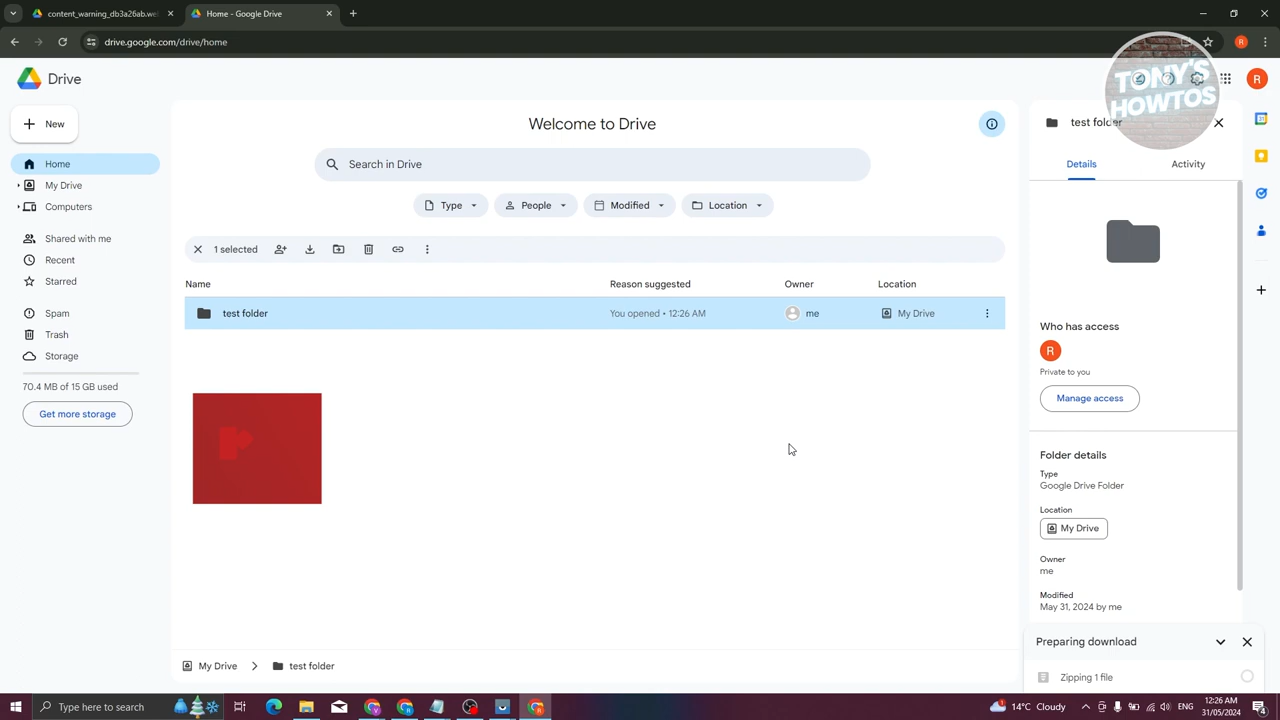 content_warning_db3a26ab.we
Home - Google Drive
drive.google.com/drive/home
R
Drive
TONY'S
HOWTOS
R
New
Welcome to Drive
test folder
Home
Search in Drive
Details
Activity
My Drive
Computers
Type
People
Modified
Location
Shared with me
1 selected
Recent
Starred
Name
Reason suggested
Owner
Location
Spam
test folder
You opened • 12:26 AM
me
My Drive
Trash
Who has access
Storage
R
Private to you
70.4 MB of 15 GB used
Manage access
Get more storage
Folder details
Type
Google Drive Folder
Location
My Drive
Owner
me
Modified
May 31, 2024 by me
Preparing download
My Drive
test folder
Zipping 1 file
Type here to search
14°C Cloudy
12:26 AM
31/05/2024